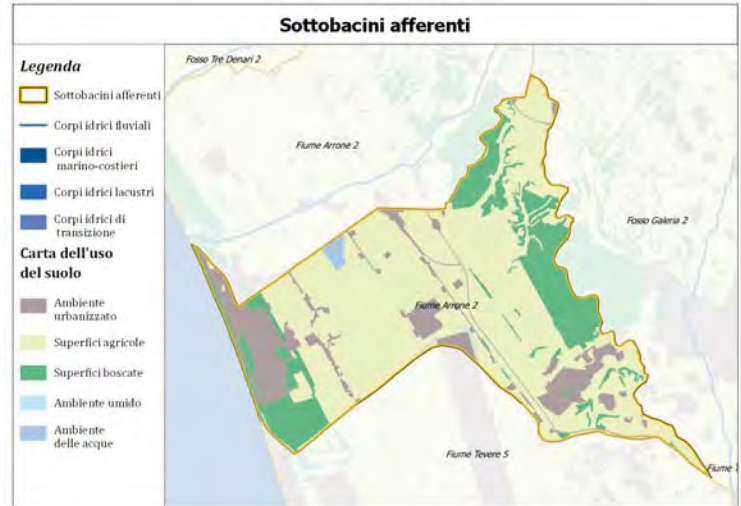 Sottobacini afferenti
Legenda
Sottobacini afferenti
Corpi idrici fluviali
Corpi idrici
marino-costieri
Corpi idrici lacustri
Corpi idrici di
transizione
Carta dell'uso
del suolo
Ambiente
urbanizzato
Superfici agricole
Superfici boscate
Ambiente umido
Ambiente
delle acque
Fosso Tre Denari 2
Fiume Arrone 2
Fosso Galeria 2
Fiume Arrone 2
Fiume Tevere 5
Fiume